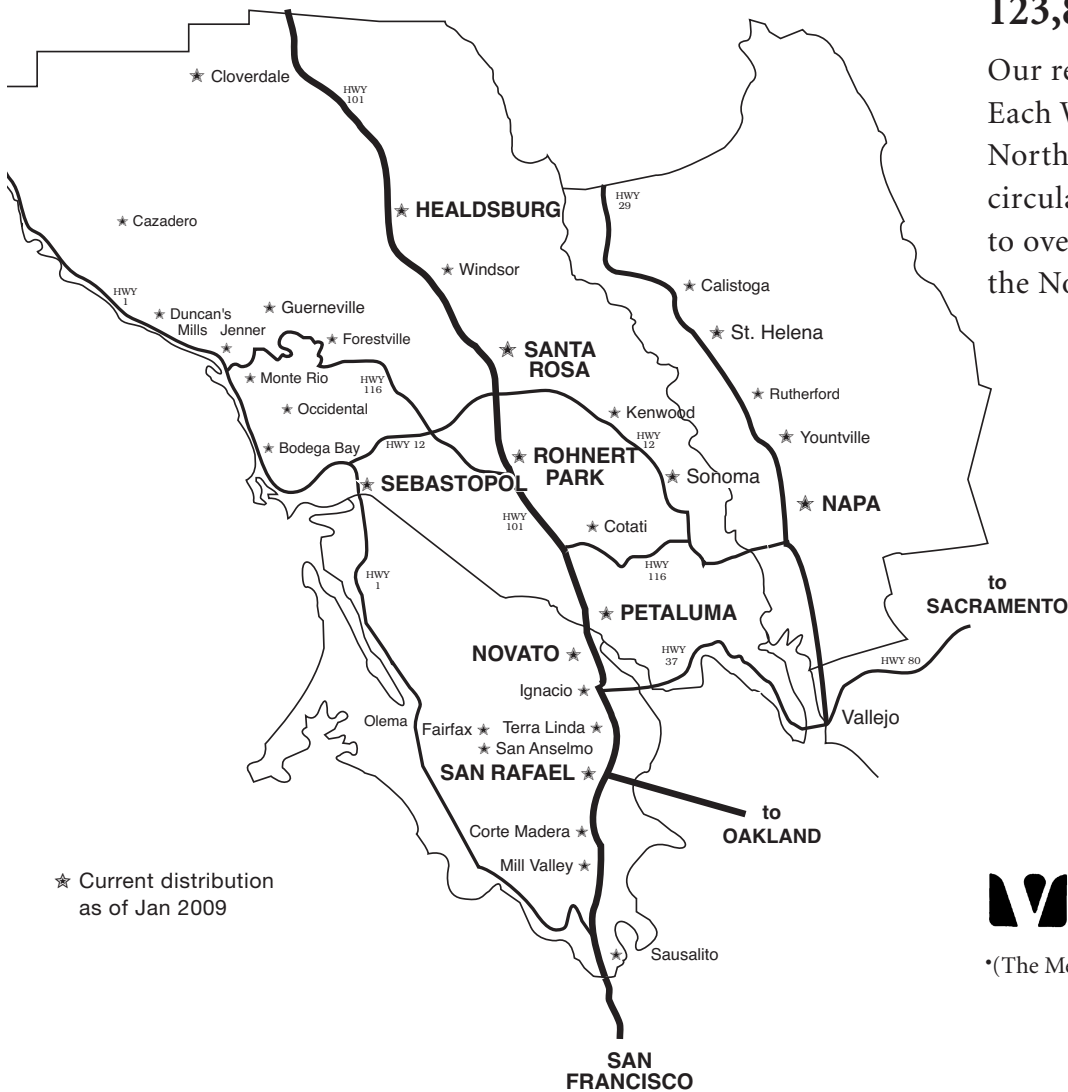 123,8
Our re
Each W
North
circula
to ove
the No
Cloverdale
HWY
101
HEALDSBURG
HWY
29
Cazadero
Windsor
Calistoga
HWY
1
Duncan's
Mills
Jenner
Guerneville
Forestville
St. Helena
SANTA
ROSA
Monte Rio
HWY
116
Rutherford
Occidental
Kenwood
HWY
12
Yountville
Bodega Bay
HWY 12
ROHNERT
PARK
SEBASTOPOL
Sonoma
NAPA
HWY
101
Cotati
HWY
116
HWY
1
to
SACRAMENTO
PETALUMA
NOVATO
HWY
37
HWY 80
Ignacio
Olema
Fairfax
Terra Linda
Vallejo
San Anselmo
SAN RAFAEL
to
OAKLAND
Corte Madera
Mill Valley
Current distribution
as of Jan 2009
Sausalito
•(The Me
SAN
FRANCISCO